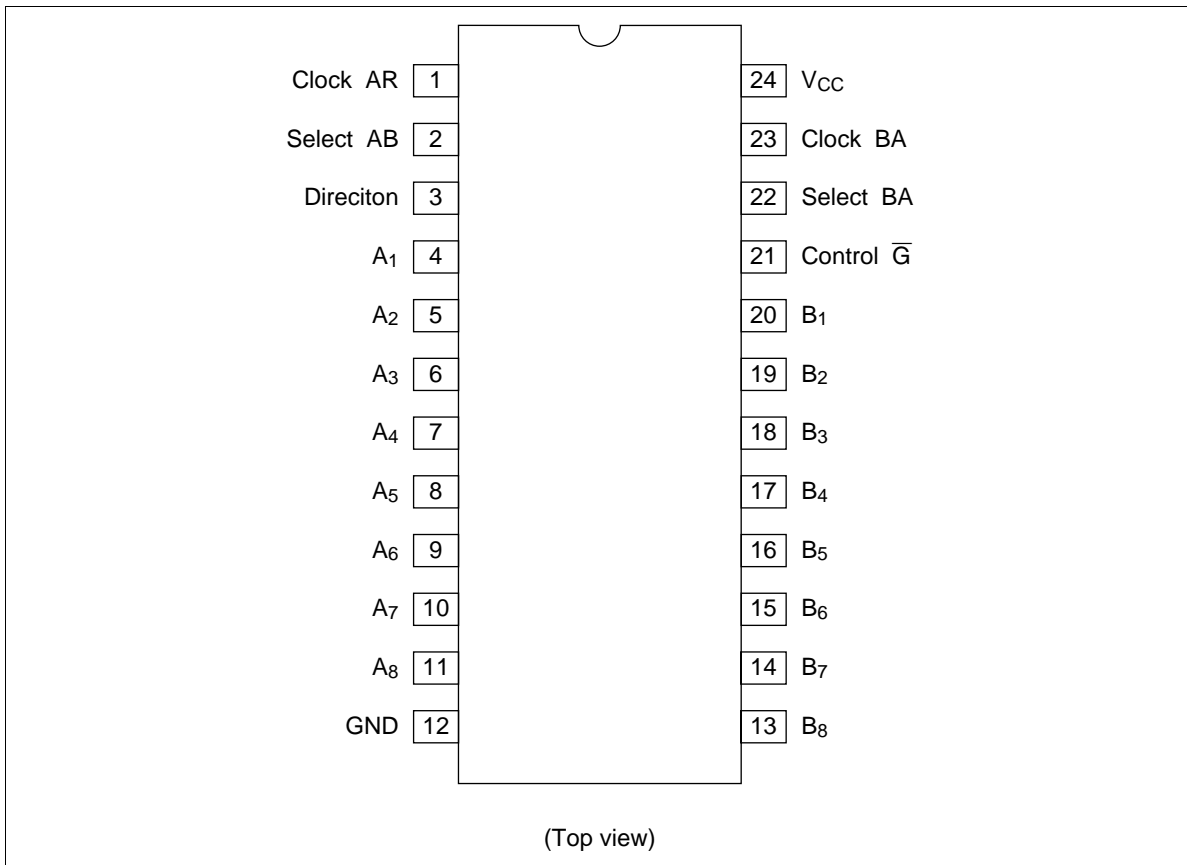 Clock AR 1 24 VCC
Select AB 2 23 Clock BA
Direciton 3 22 Select BA
A1 4 21 Control G̅
A2 5 20 B1
A3 6 19 B2
A4 7 18 B3
A5 8 17 B4
A6 9 16 B5
A7 10 15 B6
A8 11 14 B7
GND 12 13 B8
(Top view)